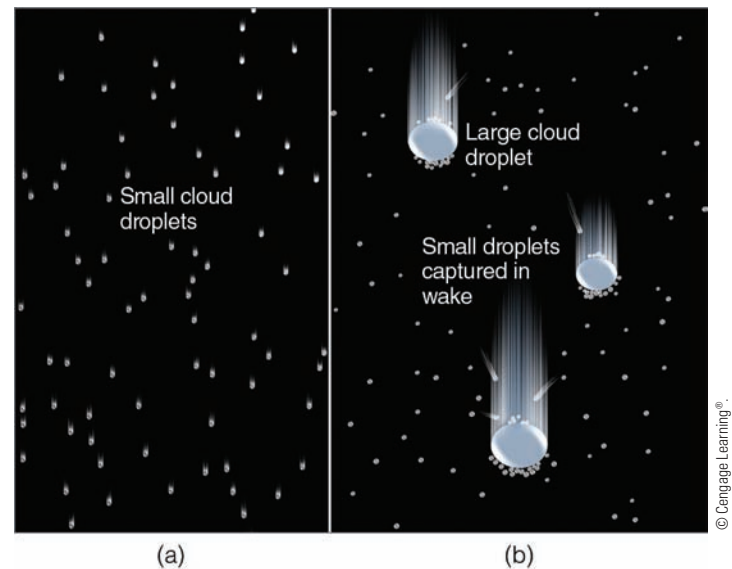 Small cloud
droplets
Large cloud
droplet
Small droplets
captured in
wake
(a)
(b)
© Cengage Learning®.